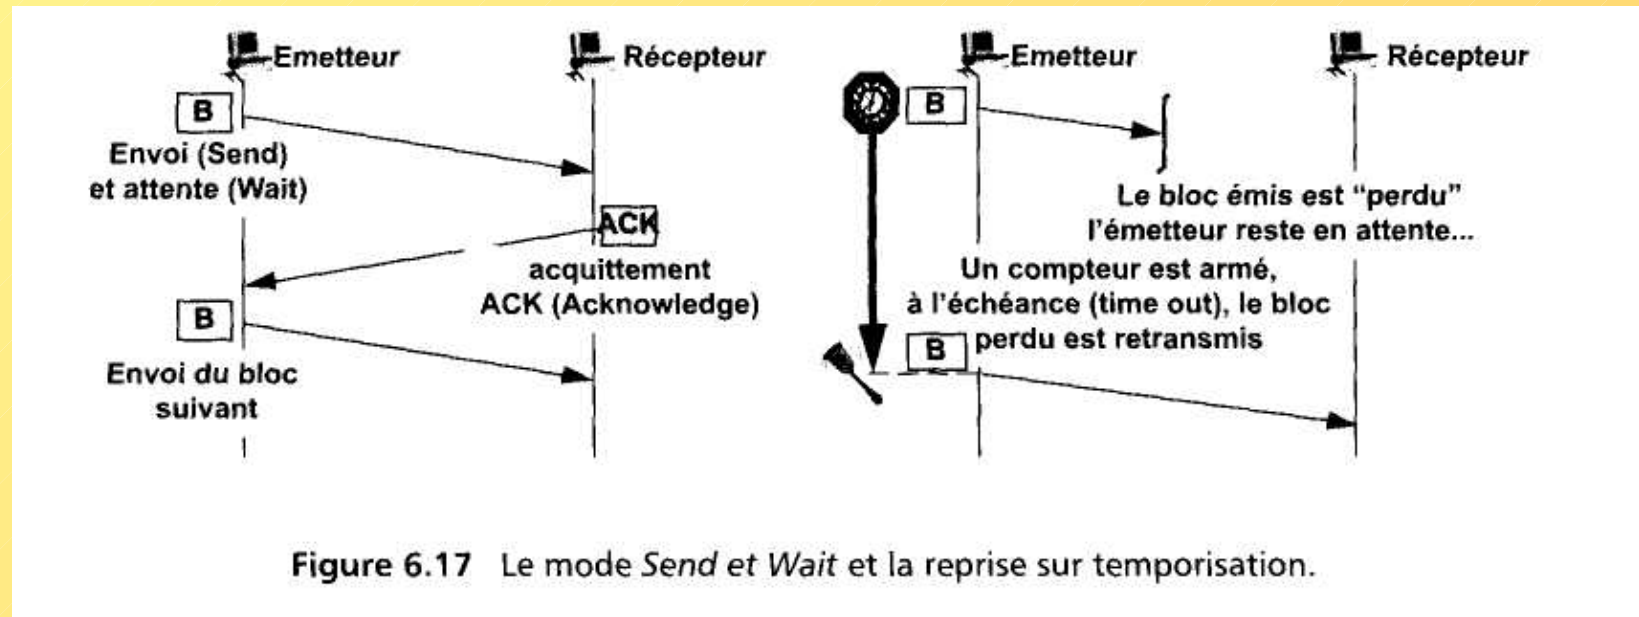 Emetteur
Récepteur
B
Envoi (Send)
et attente (Wait)
ACK
acquittement
ACK (Acknowledge)
B
Envoi du bloc
suivant
Emetteur
Récepteur
B
Le bloc émis est “perdu”
l'émetteur reste en attente...
Un compteur est armé,
à l'échéance (time out), le bloc
perdu est retransmis
B
Figure 6.17 Le mode Send et Wait et la reprise sur temporisation.